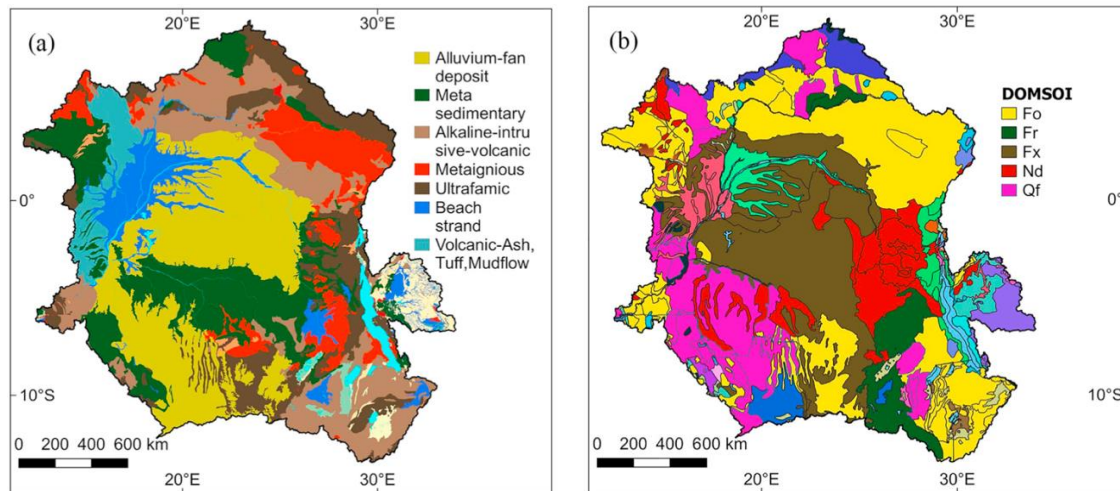 (a)
20°E
30°E
Alluvium-fan
deposit
Meta
sedimentary
Alkaline-intru
sive-volcanic
Metaignious
Ultrafamic
Beach
strand
Volcanic-Ash,
Tuff,Mudflow
0°
10°S
0 200 400 600 km
20°E
30°E
(b)
20°E
30°E
DOMSOI
Fo
Fr
Fx
Nd
Qf
0°
10°S
0 200 400 600 km
20°E
30°E